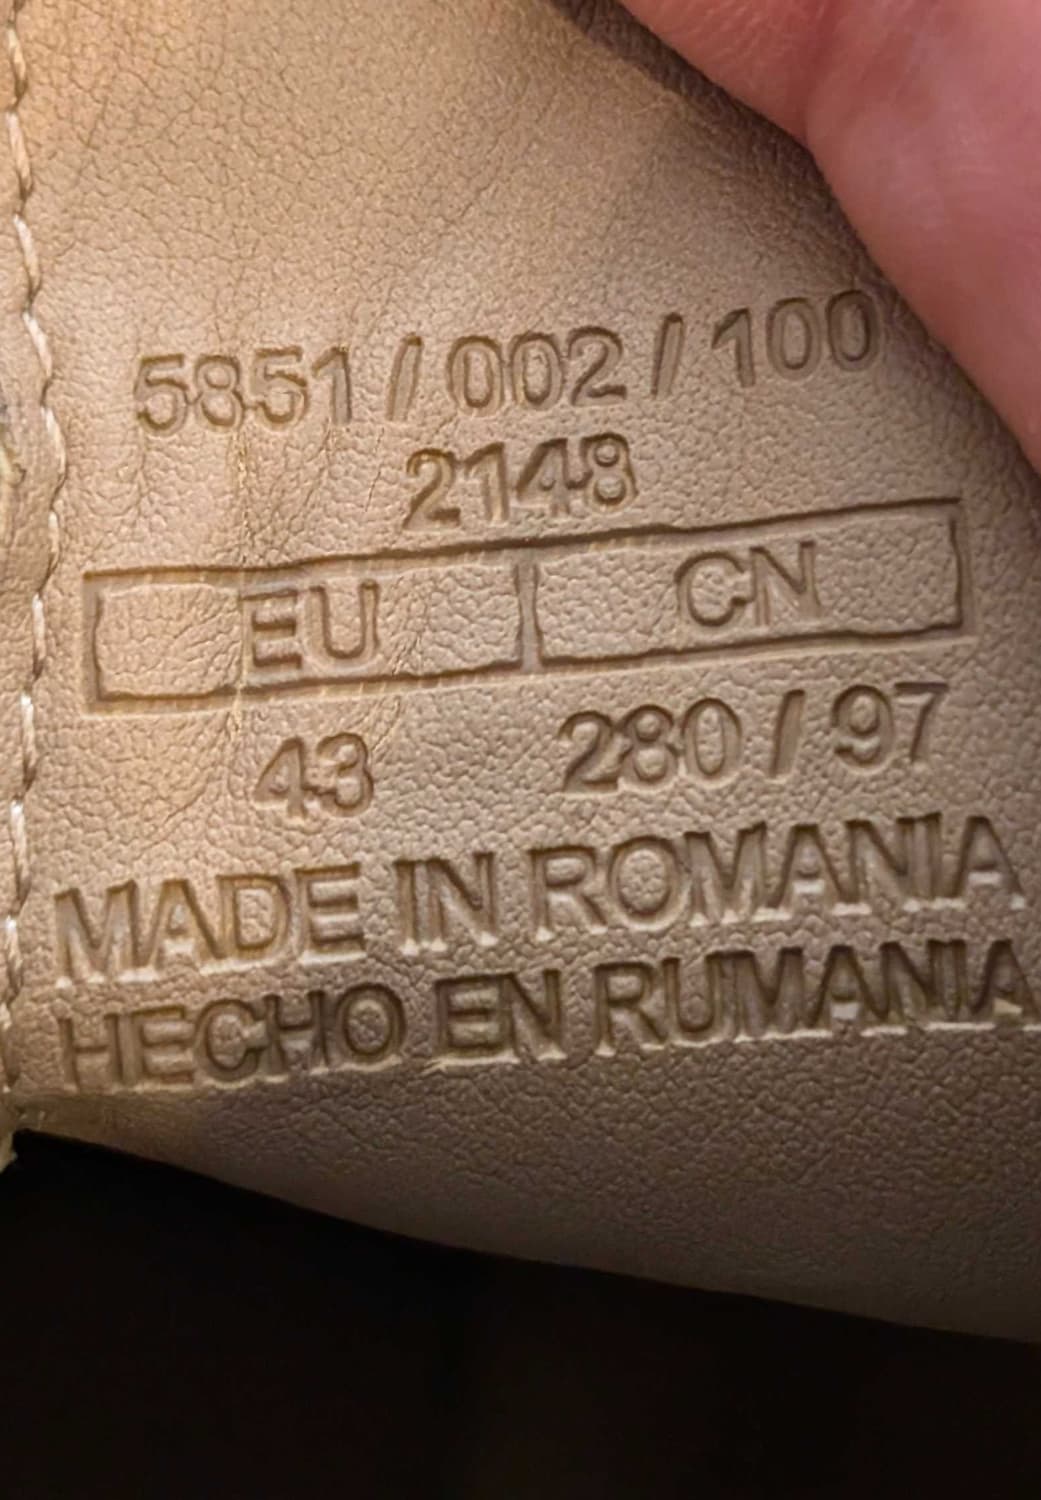 5851 / 002 / 100
2148
EU CN
43 280 / 97
MADE IN ROMANIA
HECHO EN RUMANIA